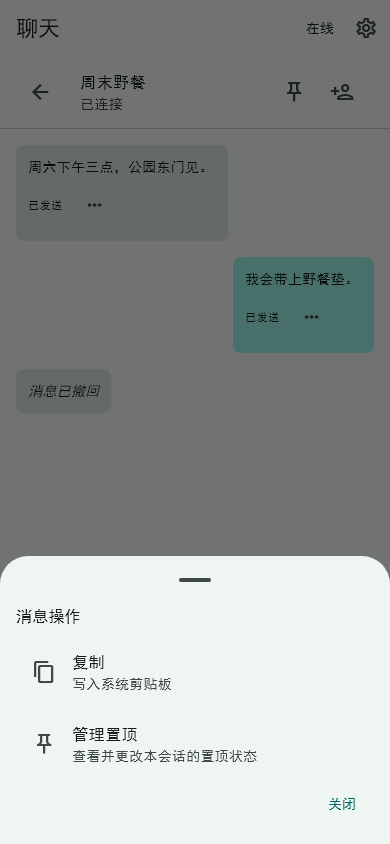 聊天
在线
周末野餐
已连接
周六下午三点，公园东门见。
已发送
我会带上野餐垫。
已发送
消息已撤回
消息操作
复制
写入系统剪贴板
管理置顶
查看并更改本会话的置顶状态
关闭